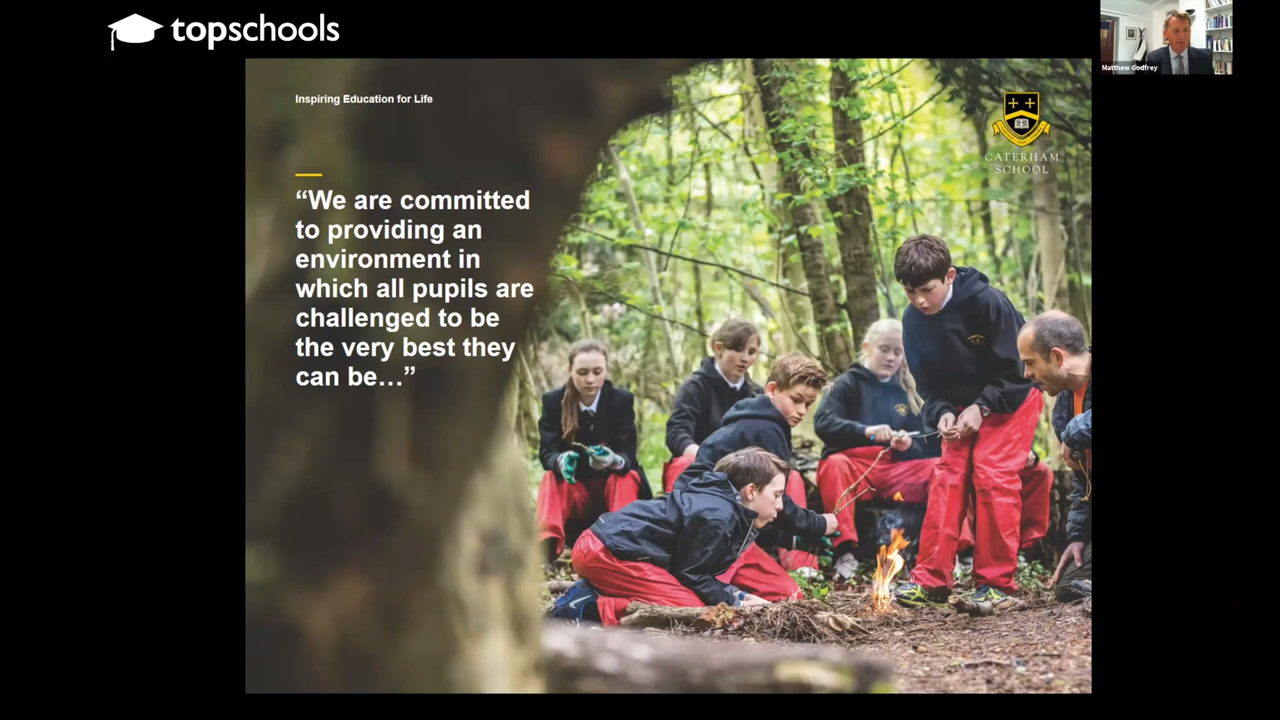 topschools
Matthew Godfrey
Inspiring Education for Life
CATERHAM
SCHOOL
“We are committed
to providing an
environment in
which all pupils are
challenged to be
the very best they
can be…”